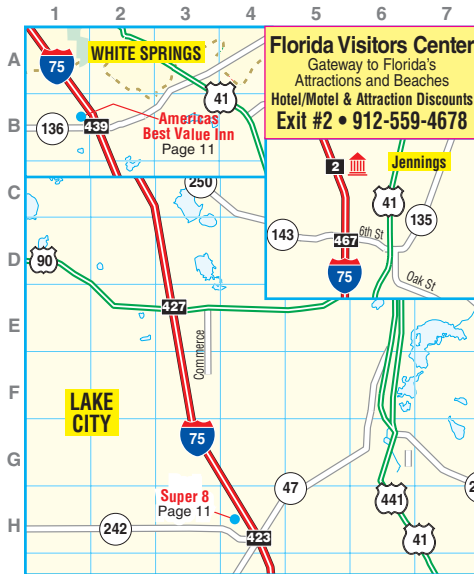 1 2 3 4 5 6 7
A
B
C
D
E
F
G
H
WHITE SPRINGS
75
41
136
439
Americas
Best Value Inn
Page 11
Florida Visitors Center
Gateway to Florida's
Attractions and Beaches
Hotel/Motel & Attraction Discounts
Exit #2 • 912-559-4678
2
Jennings
41
135
143
6th St
467
75
Oak St
250
90
427
Commerce
LAKE
CITY
75
47
Super 8
Page 11
242
423
441
41